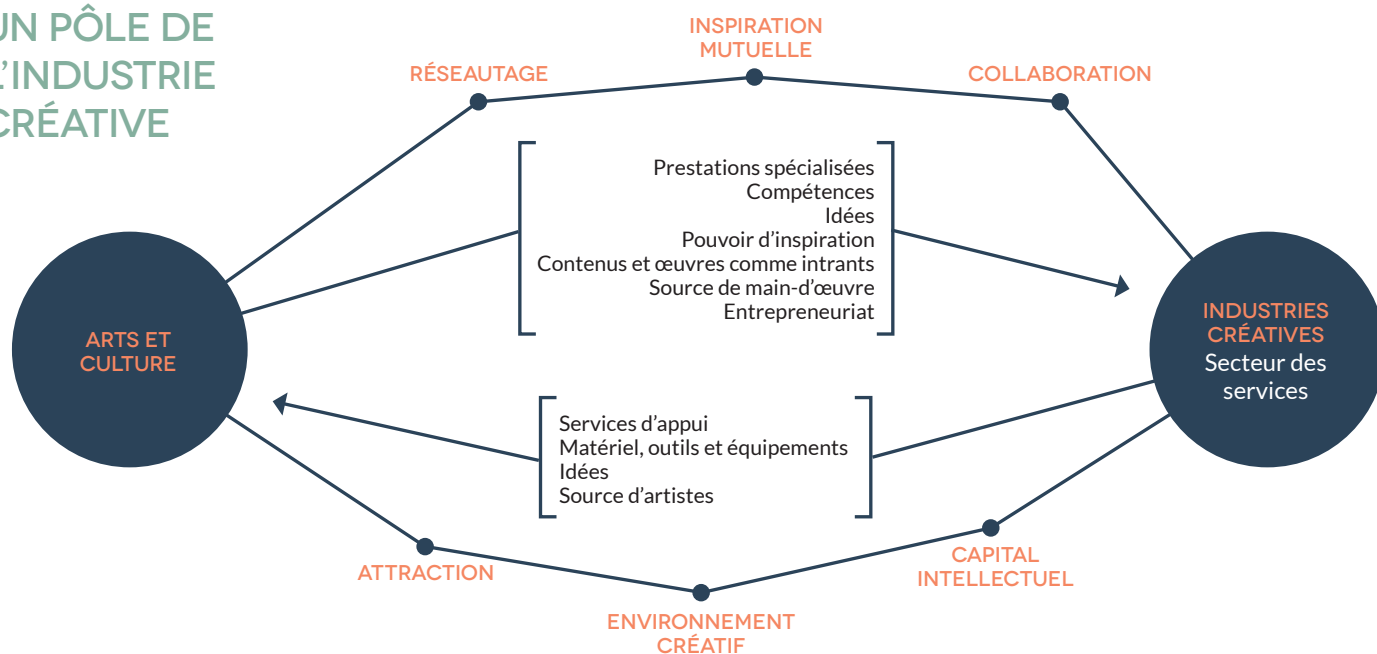 UN PÔLE DE
L'INDUSTRIE
CRÉATIVE
INSPIRATION
MUTUELLE
RÉSEAUTAGE
COLLABORATION
Prestations spécialisées
Compétences
Idées
Pouvoir d'inspiration
Contenus et œuvres comme intrants
Source de main-d'œuvre
Entrepreneuriat
ARTS ET
CULTURE
INDUSTRIES
CRÉATIVES
Secteur des
services
Services d'appui
Matériel, outils et équipements
Idées
Source d'artistes
ATTRACTION
CAPITAL
INTELLECTUEL
ENVIRONNEMENT
CRÉATIF